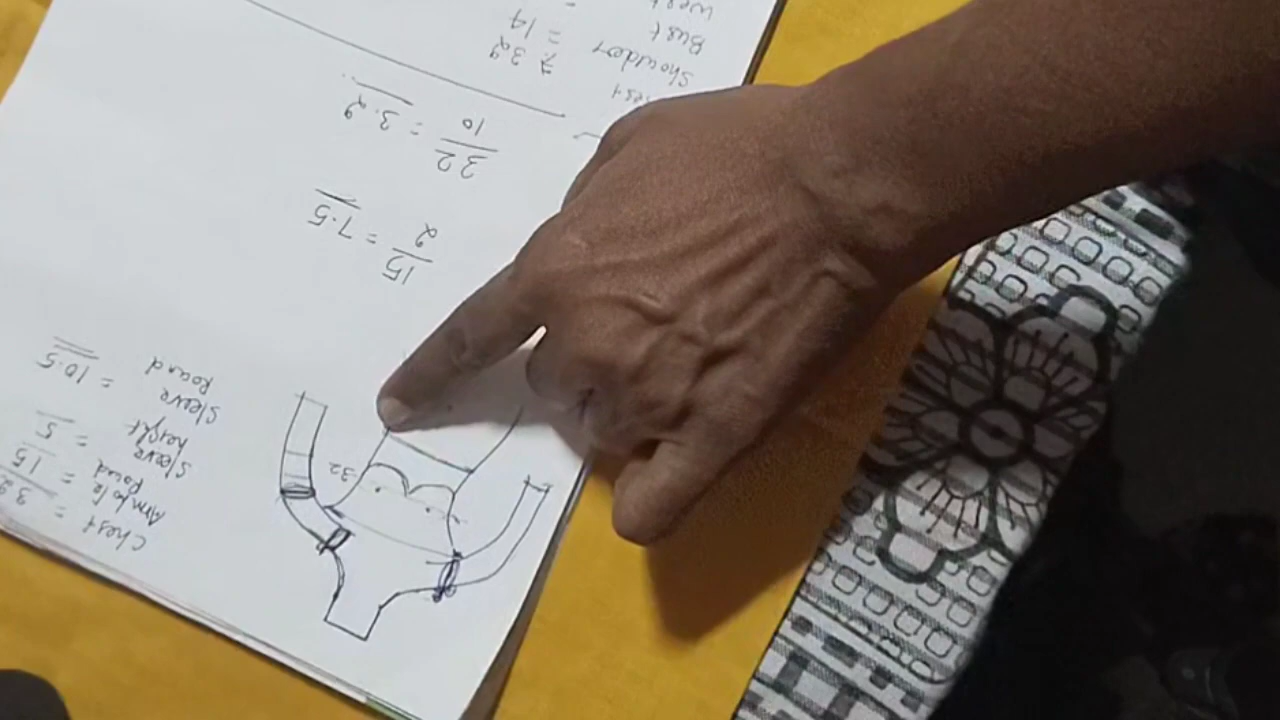 Chest =
Armhole Round = 15
Sleeve height = 5
Sleeve Round = 10.5
32
15
2
= 7.5
32
10
= 3.2
32
Showlder = 14
Bust